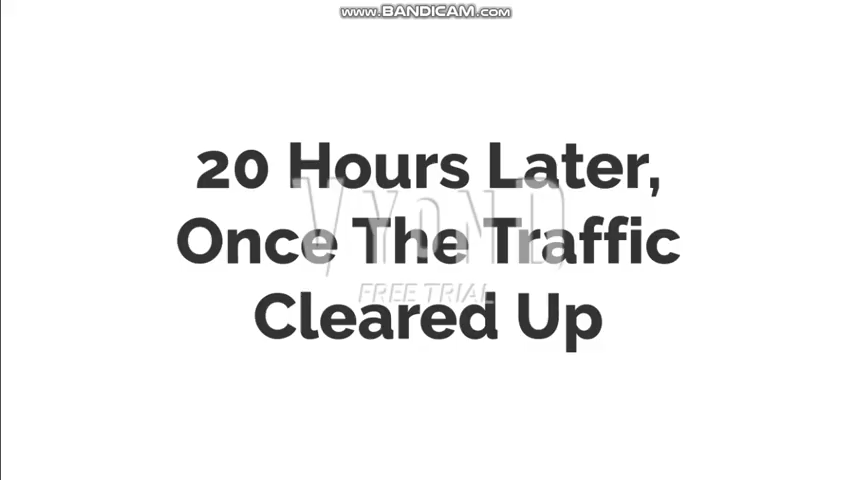 www.BANDICAM.com
20 Hours Later,
Once The Traffic
Cleared Up
VYOND
FREE TRIAL